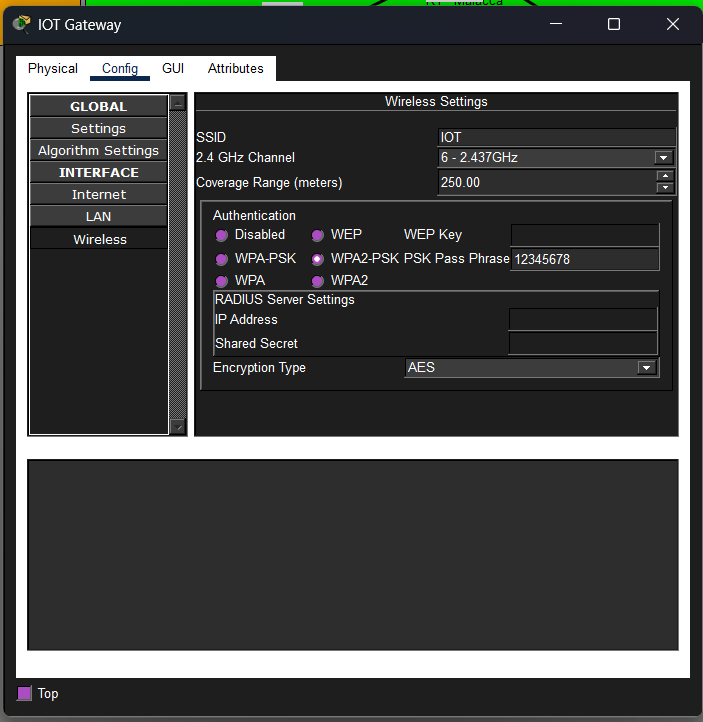 RT Malacca
IOT Gateway
Physical Config GUI Attributes
GLOBAL
Settings
Algorithm Settings
INTERFACE
Internet
LAN
Wireless
Wireless Settings
SSID IOT
2.4 GHz Channel 6 - 2.437GHz
Coverage Range (meters) 250.00
Authentication
Disabled WEP WEP Key
WPA-PSK WPA2-PSK PSK Pass Phrase 12345678
WPA WPA2
RADIUS Server Settings
IP Address
Shared Secret
Encryption Type AES
Top